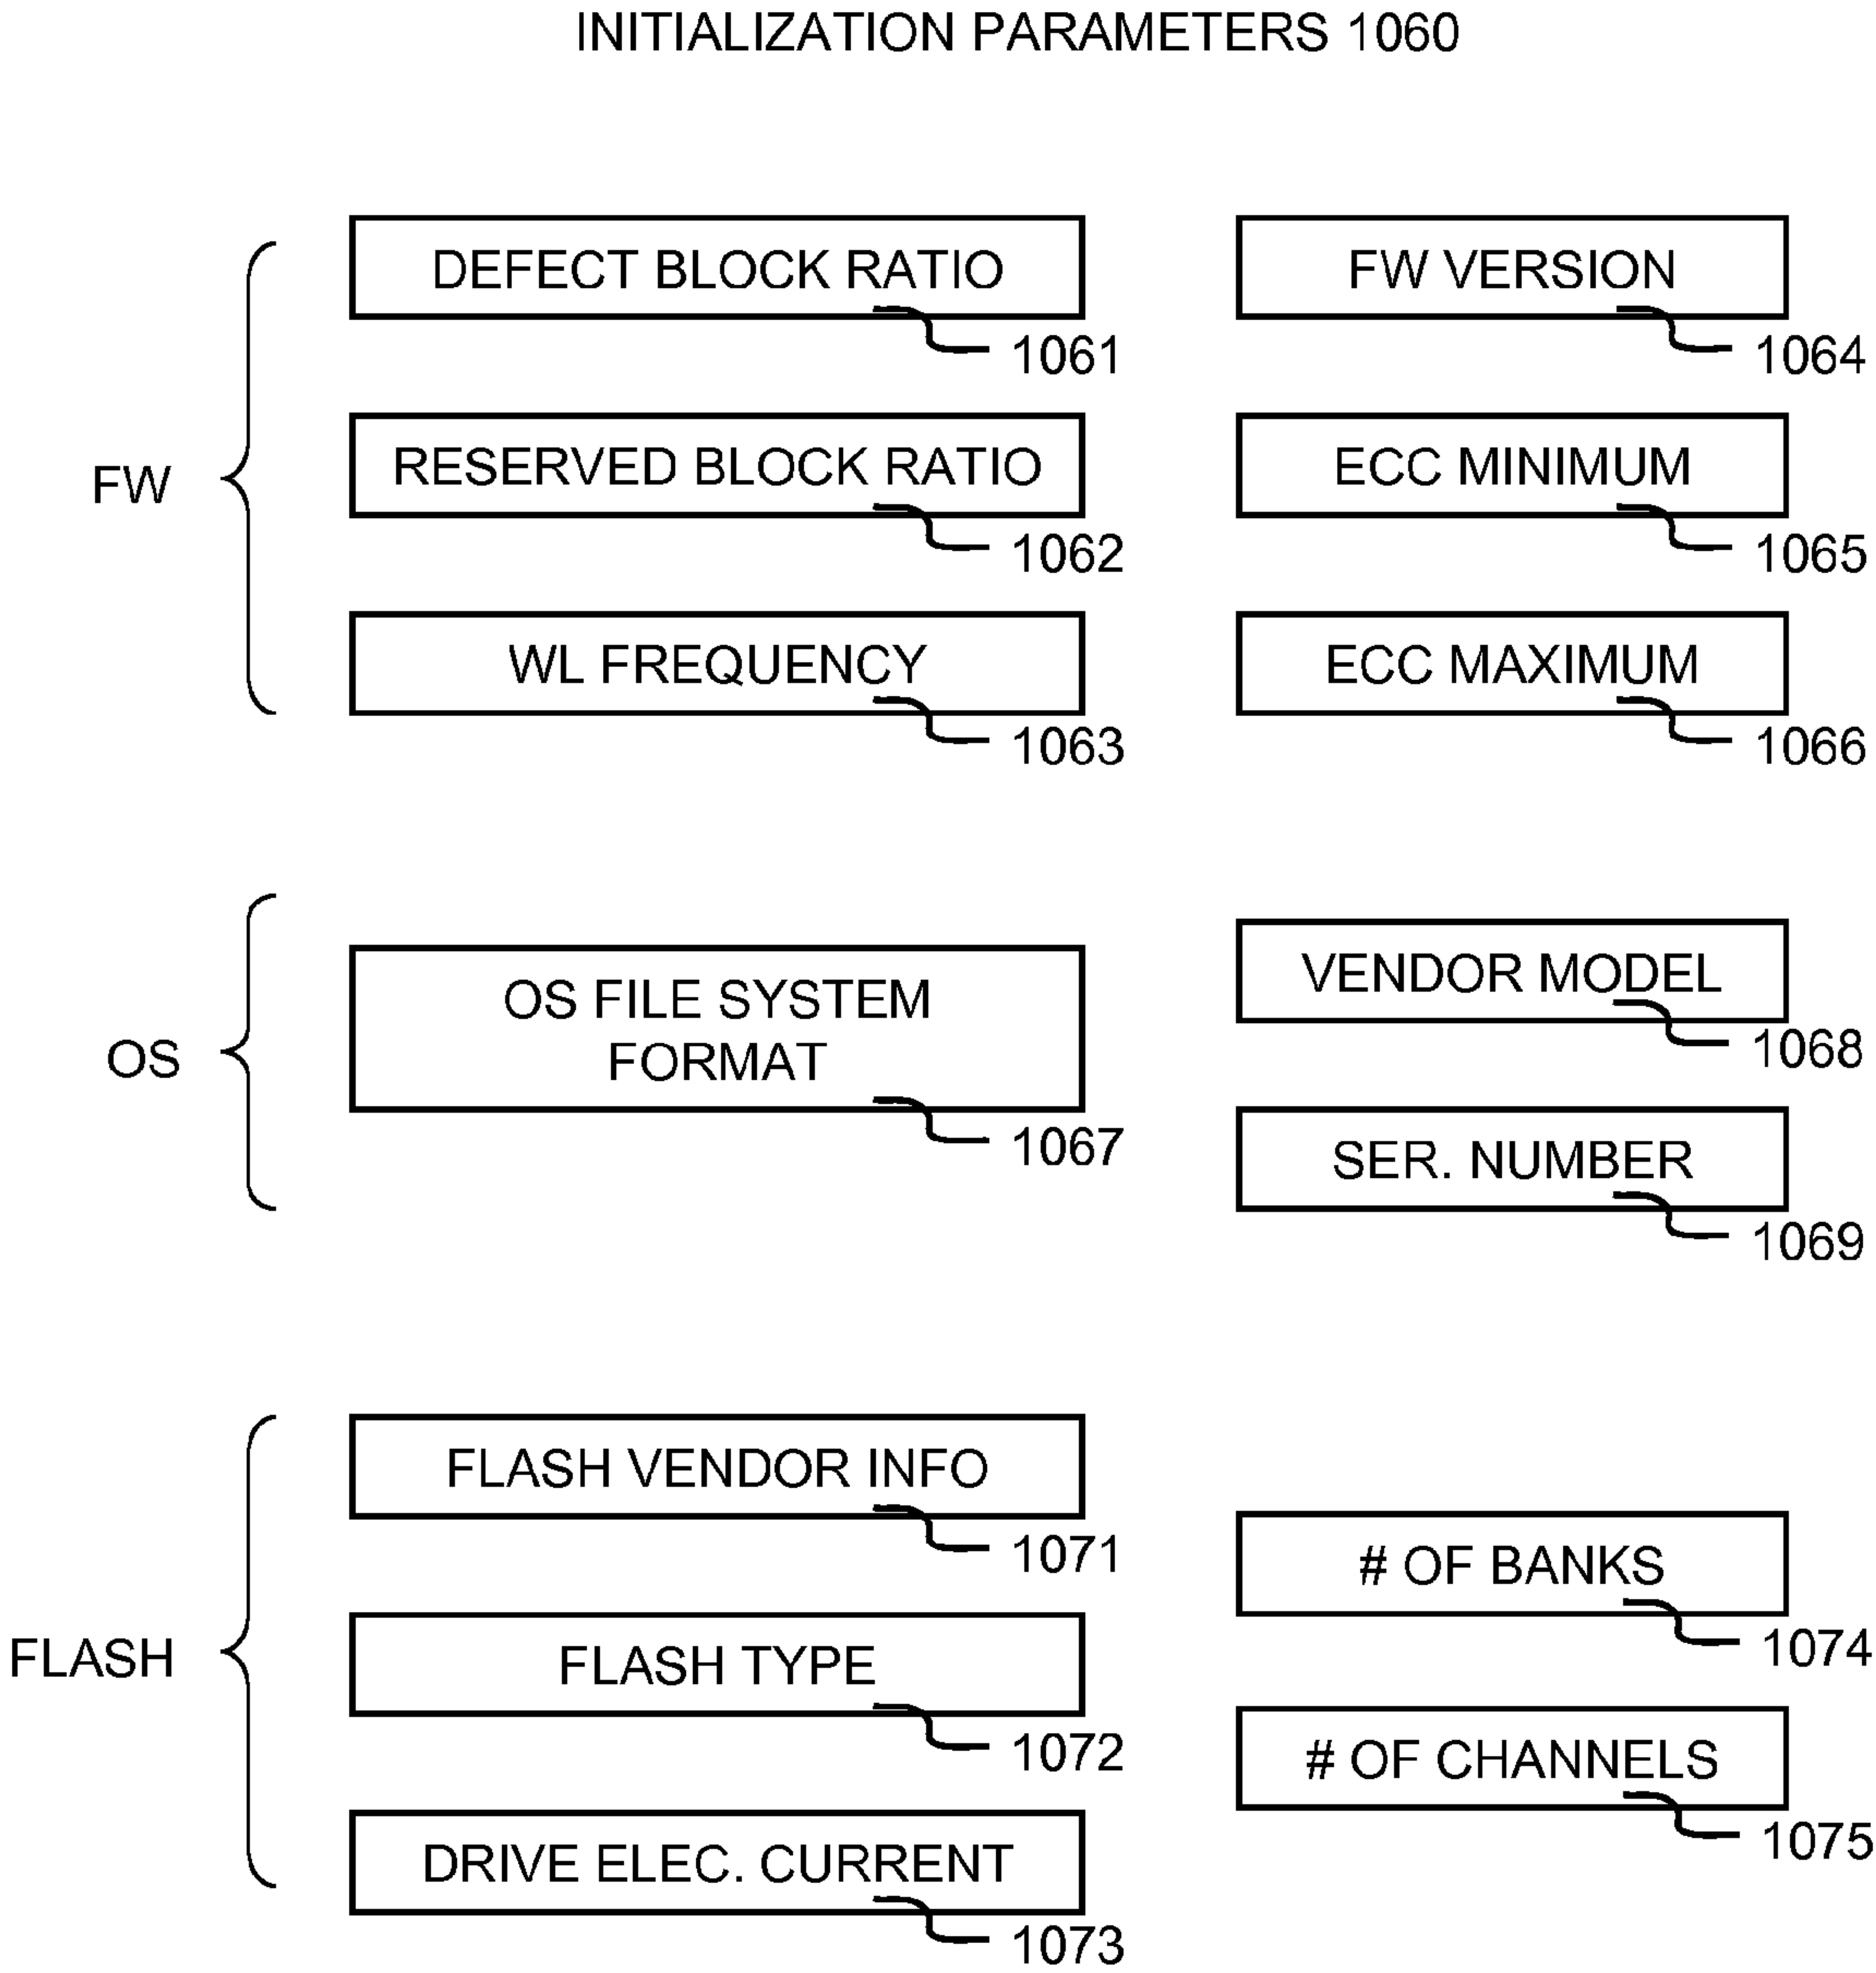 INITIALIZATION PARAMETERS 1060
FW
DEFECT BLOCK RATIO
1061
FW VERSION
1064
RESERVED BLOCK RATIO
1062
ECC MINIMUM
1065
WL FREQUENCY
1063
ECC MAXIMUM
1066
OS
OS FILE SYSTEM
FORMAT
1067
VENDOR MODEL
1068
SER. NUMBER
1069
FLASH
FLASH VENDOR INFO
1071
FLASH TYPE
1072
DRIVE ELEC. CURRENT
1073
# OF BANKS
1074
# OF CHANNELS
1075